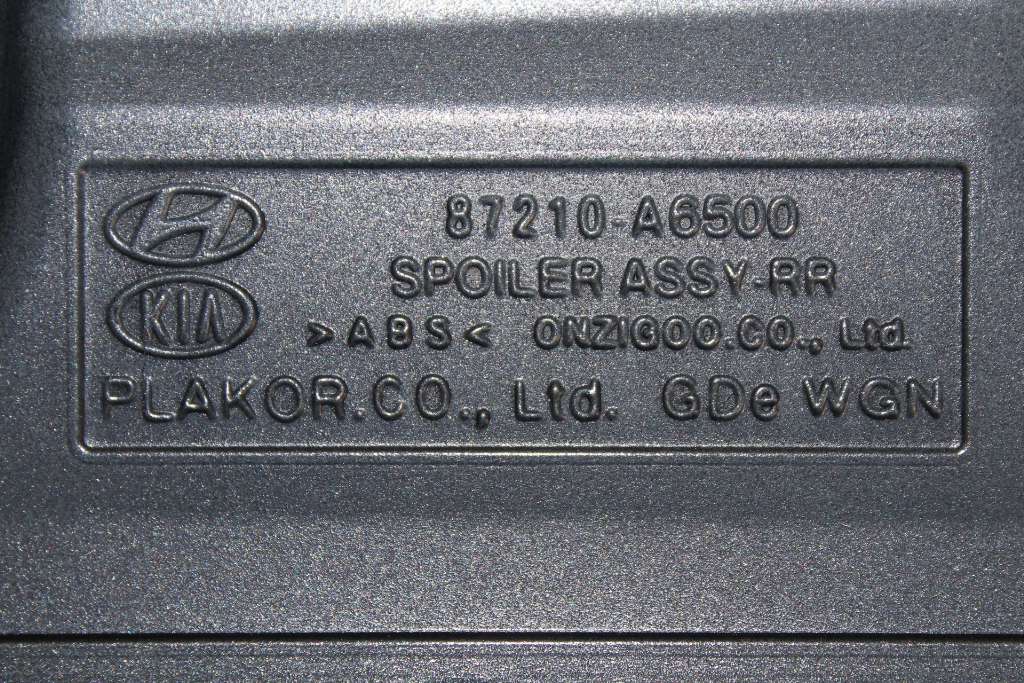 87210-A6500
SPOILER ASSY-RR
KIA
>ABS< ONZIGOO.CO., Ltd.
PLAKOR.CO., Ltd. GDe WGN